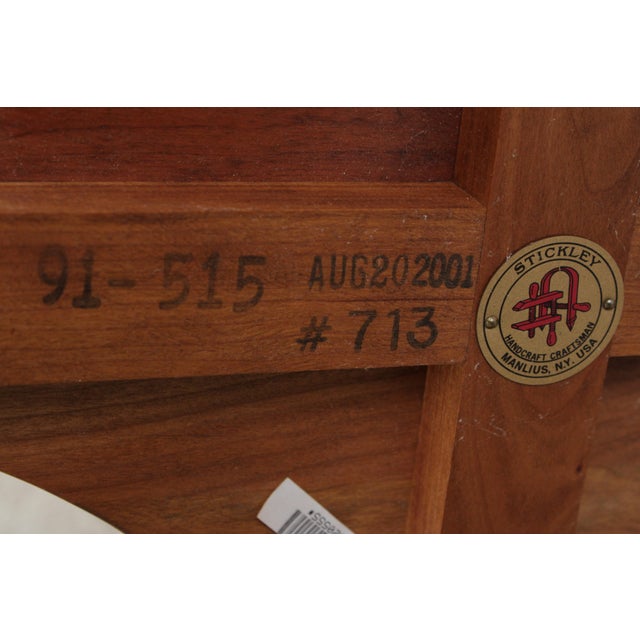 91-515 AUG202001
# 713
STICKLEY
HANDCRAFT CRAFTSMAN
MANLIUS, N.Y. USA